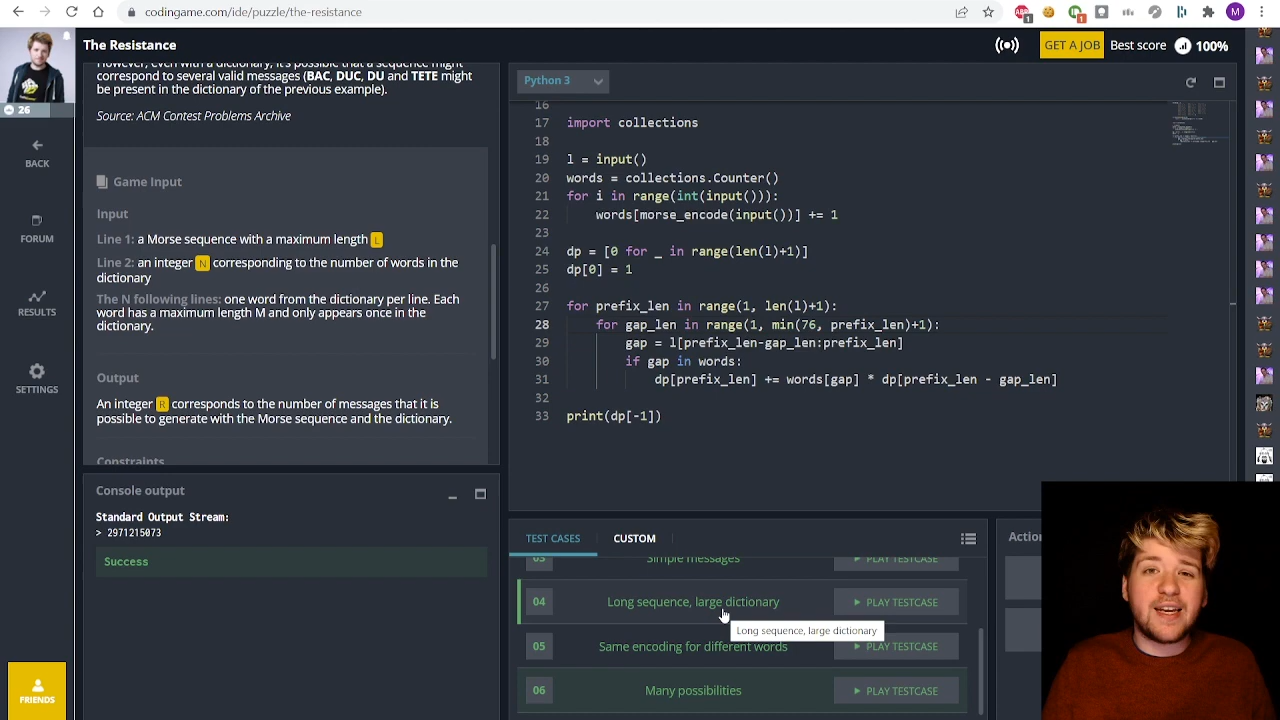 codingame.com/ide/puzzle/the-resistance
1
1
M
The Resistance
GET A JOB
Best score
100%
26
BACK
FORUM
RESULTS
SETTINGS
FRIENDS
However, even with a dictionary, it's possible that a sequence might
correspond to several valid messages (BAC, DUC, DU and TETE might
be present in the dictionary of the previous example).
Source: ACM Contest Problems Archive
Game Input
Input
Line 1: a Morse sequence with a maximum length L
Line 2: an integer N corresponding to the number of words in the
dictionary
The N following lines: one word from the dictionary per line. Each
word has a maximum length M and only appears once in the
dictionary.
Output
An integer R corresponds to the number of messages that it is
possible to generate with the Morse sequence and the dictionary.
Constraints
Console output
Standard Output Stream:
> 2971215073
Success
Python 3
16
17 import collections
18
19 l = input()
20 words = collections.Counter()
21 for i in range(int(input())):
22 words[morse_encode(input())] += 1
23
24 dp = [0 for _ in range(len(l)+1)]
25 dp[0] = 1
26
27 for prefix_len in range(1, len(l)+1):
28 for gap_len in range(1, min(76, prefix_len)+1):
29 gap = l[prefix_len-gap_len:prefix_len]
30 if gap in words:
31 dp[prefix_len] += words[gap] * dp[prefix_len - gap_len]
32
33 print(dp[-1])
TEST CASES
CUSTOM
03 Simple messages PLAY TESTCASE
04 Long sequence, large dictionary PLAY TESTCASE
Long sequence, large dictionary
05 Same encoding for different words PLAY TESTCASE
06 Many possibilities PLAY TESTCASE